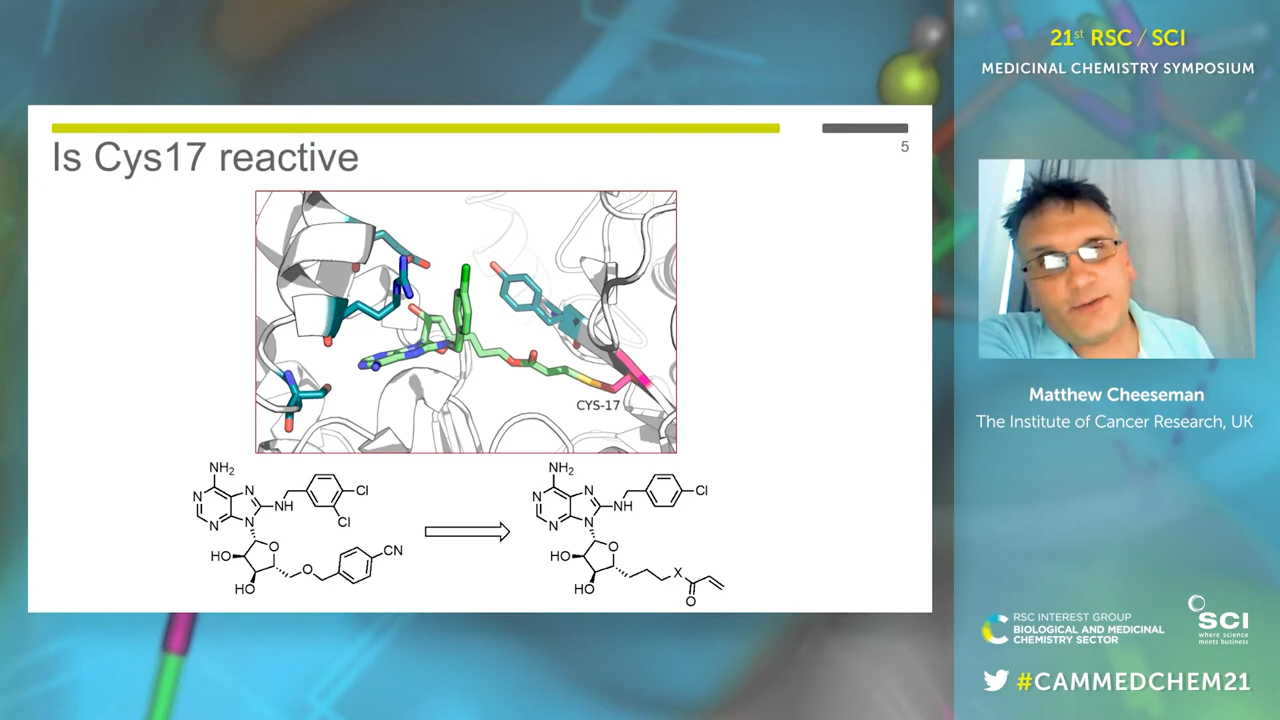 21st RSC / SCI
MEDICINAL CHEMISTRY SYMPOSIUM
5
Is Cys17 reactive
CYS-17
NH2
N
N
N
N
NH
Cl
Cl
HO
O
HO
O
CN
NH2
N
N
N
N
NH
Cl
HO
O
HO
X
O
Matthew Cheeseman
The Institute of Cancer Research, UK
RSC INTEREST GROUP
BIOLOGICAL AND MEDICINAL
CHEMISTRY SECTOR
SCI
where science
meets business
#CAMMEDCHEM21